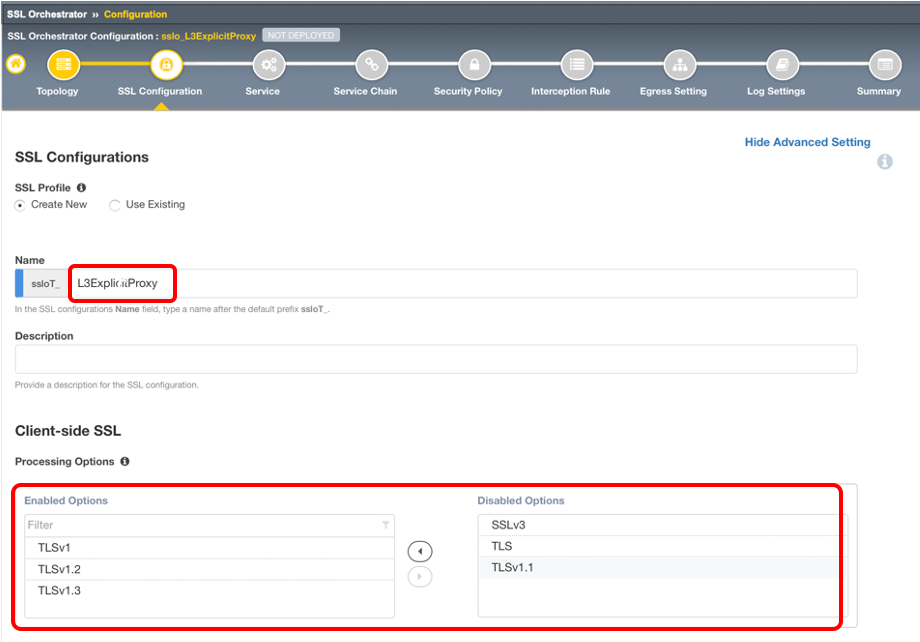 SSL Orchestrator » Configuration
SSL Orchestrator Configuration : sslo_L3ExplicitProxy NOT DEPLOYED
Topology SSL Configuration Service Service Chain Security Policy Interception Rule Egress Setting Log Settings Summary
Hide Advanced Setting
SSL Configurations
SSL Profile
Create New Use Existing
Name
ssloT_ L3ExplicitProxy
In the SSL configurations Name field, type a name after the default prefix ssloT_.
Description
Provide a description for the SSL configuration.
Client-side SSL
Processing Options
Enabled Options Disabled Options
Filter SSLv3
TLSv1 TLS
TLSv1.2 TLSv1.1
TLSv1.3